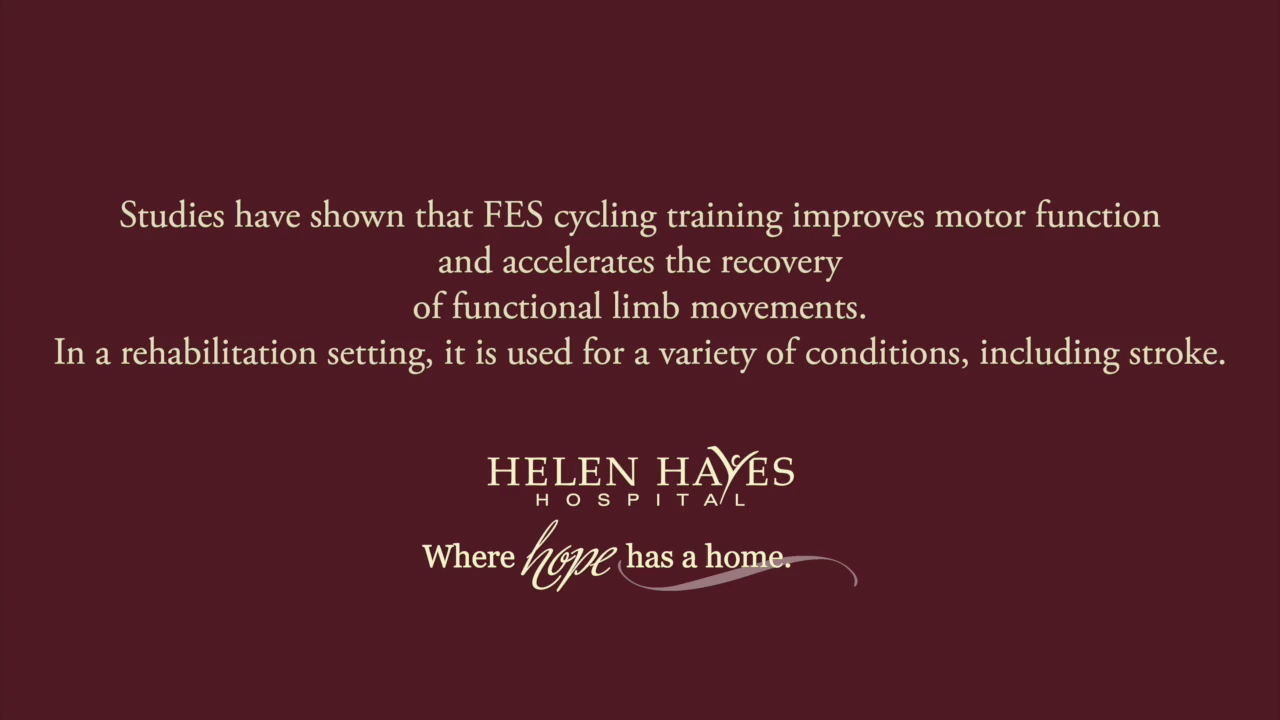 Studies have shown that FES cycling training improves motor function
and accelerates the recovery
of functional limb movements.
In a rehabilitation setting, it is used for a variety of conditions, including stroke.
HELEN HAYES
HOSPITAL
Where hope has a home.